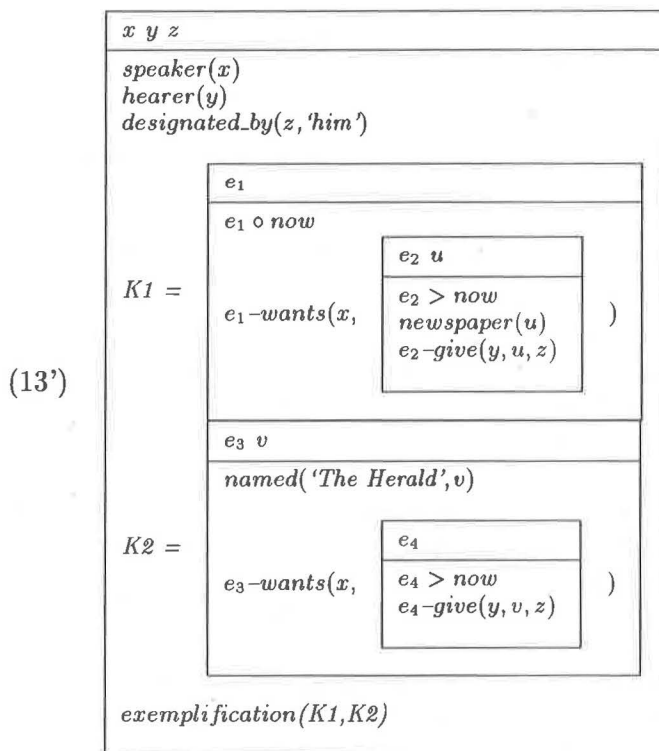 x y z
speaker(x)
hearer(y)
designated_by(z, ‘him’)
e₁
e₁ ∘ now
K1 =
e₂ u
e₂ > now
e₁–wants(x,
newspaper(u)
)
e₂–give(y, u, z)
(13’)
e₃ v
named(‘The Herald’, v)
K2 =
e₄
e₃–wants(x,
e₄ > now
)
e₄–give(y, v, z)
exemplification(K1,K2)